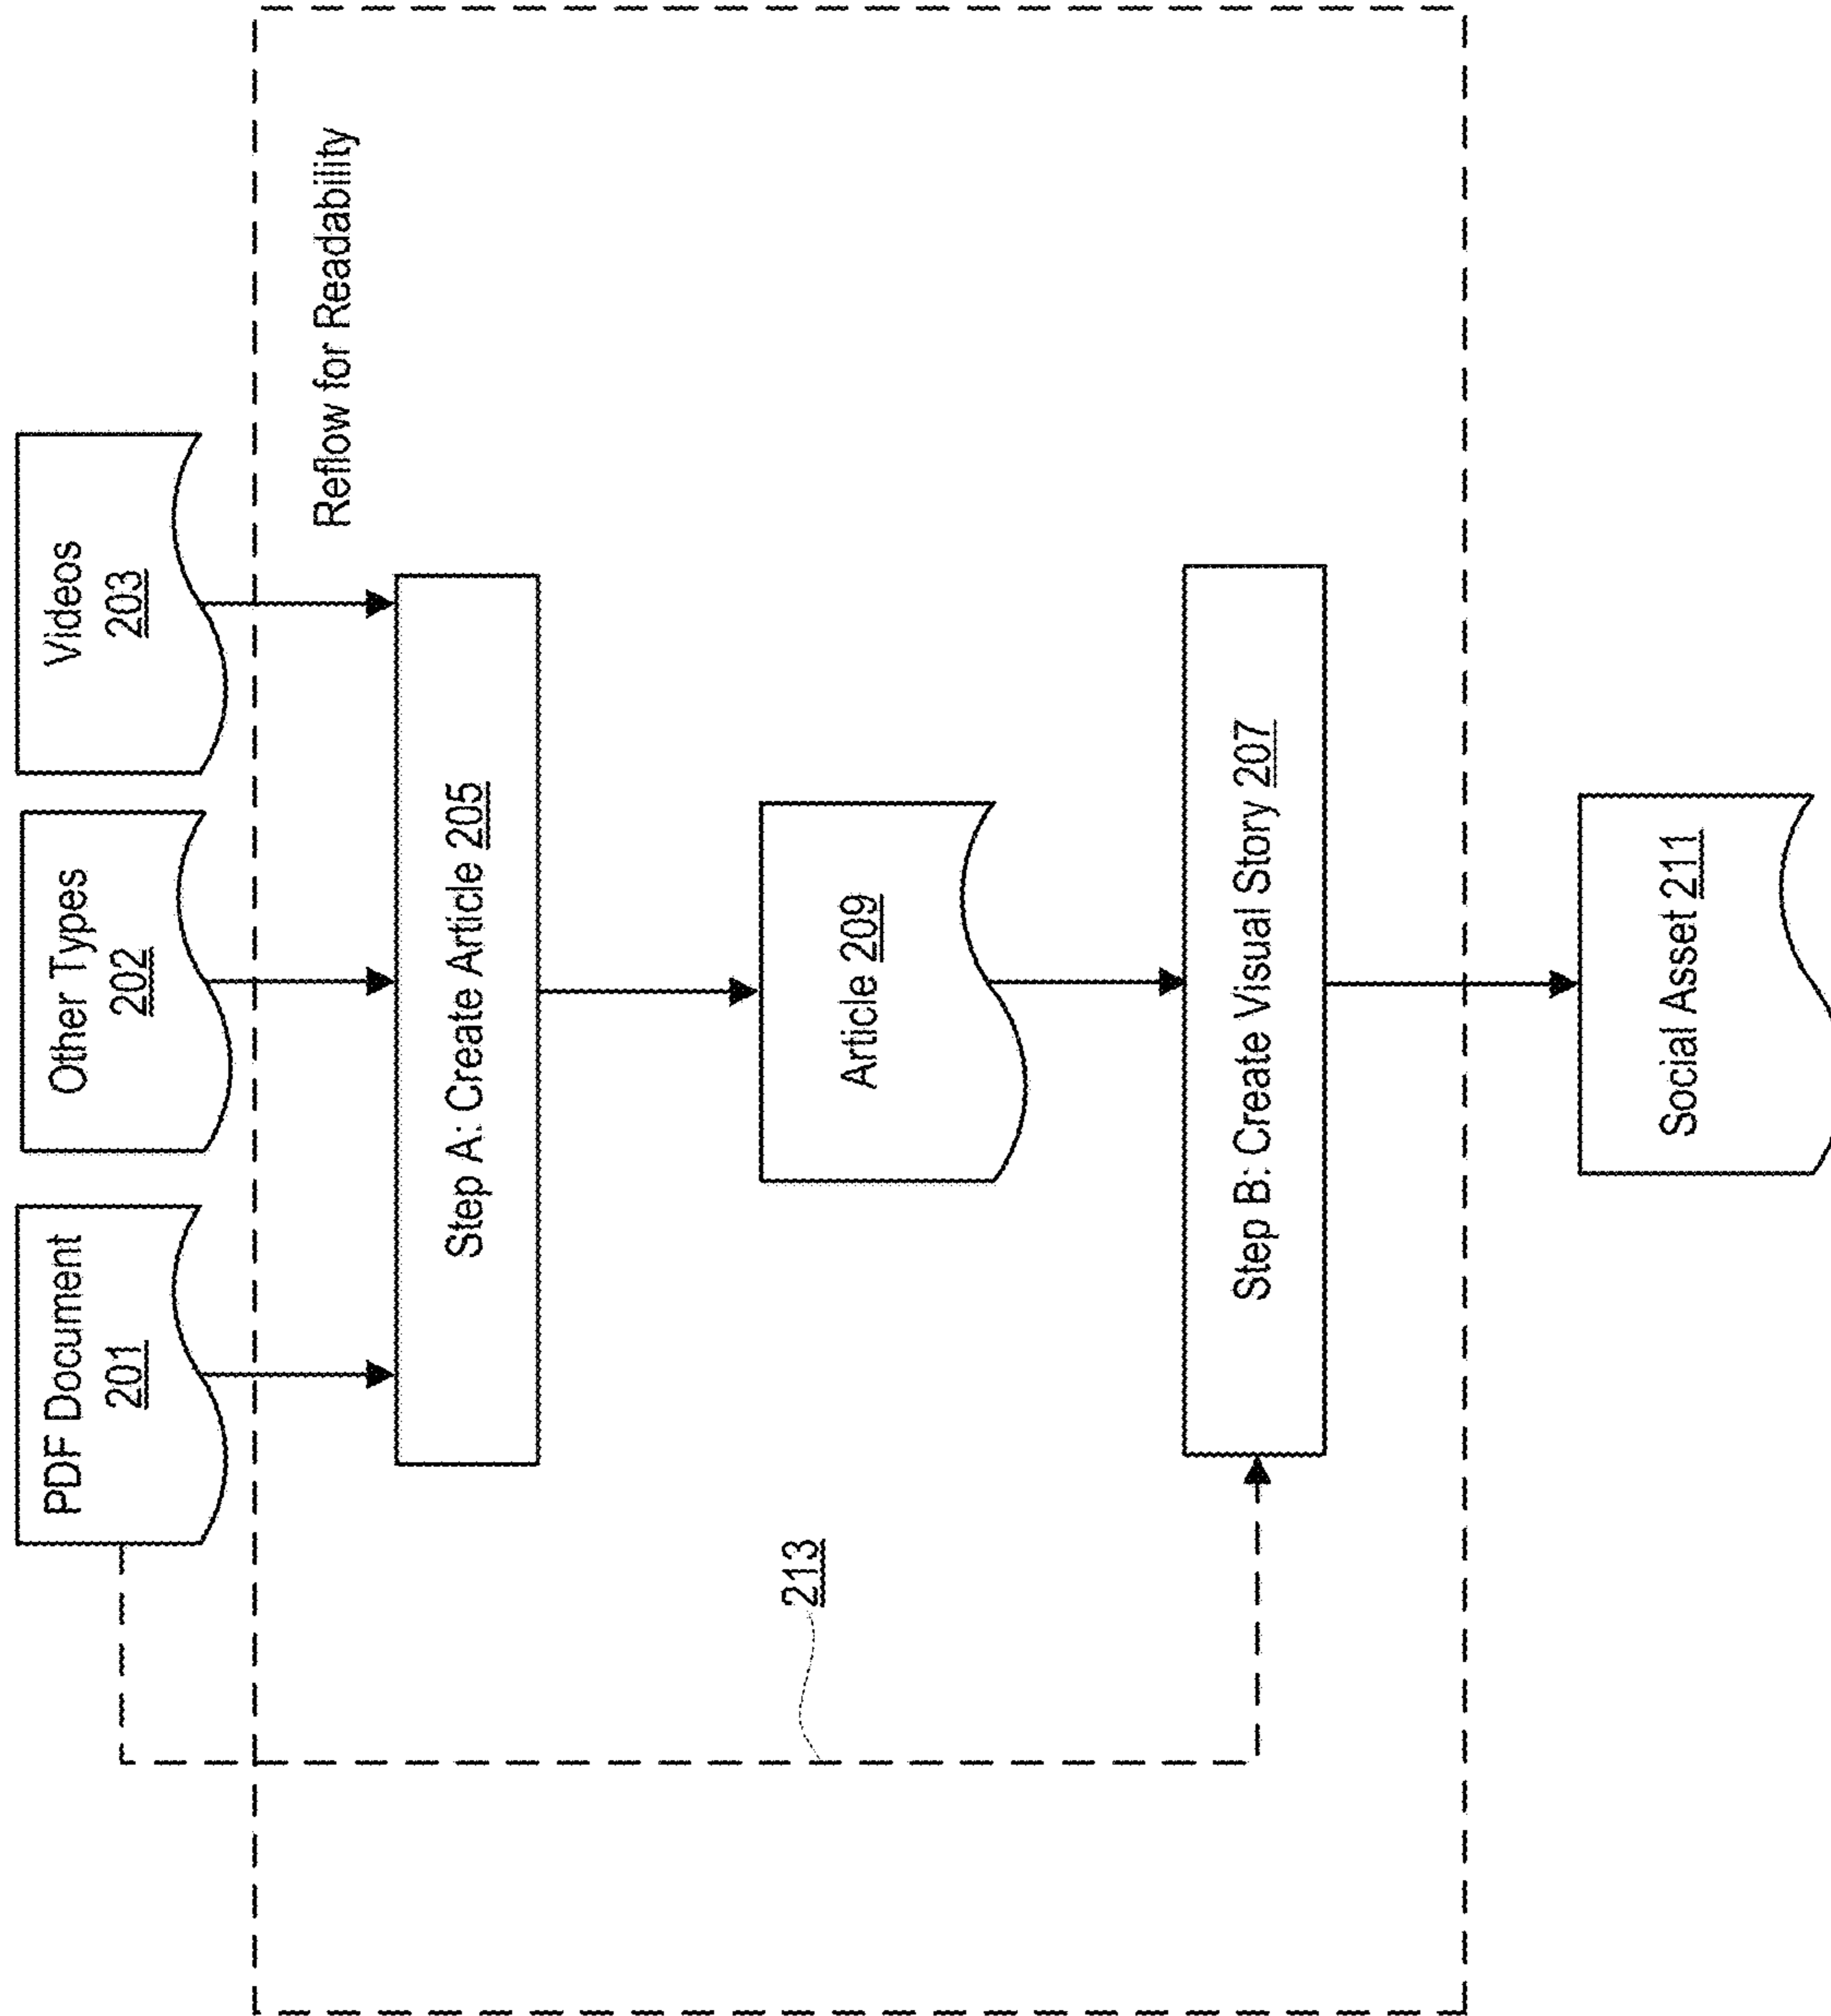 PDF Document
201
Other Types
202
Videos
203
Reflow for Readability
Step A: Create Article 205
Article 209
213
Step B: Create Visual Story 207
Social Asset 211